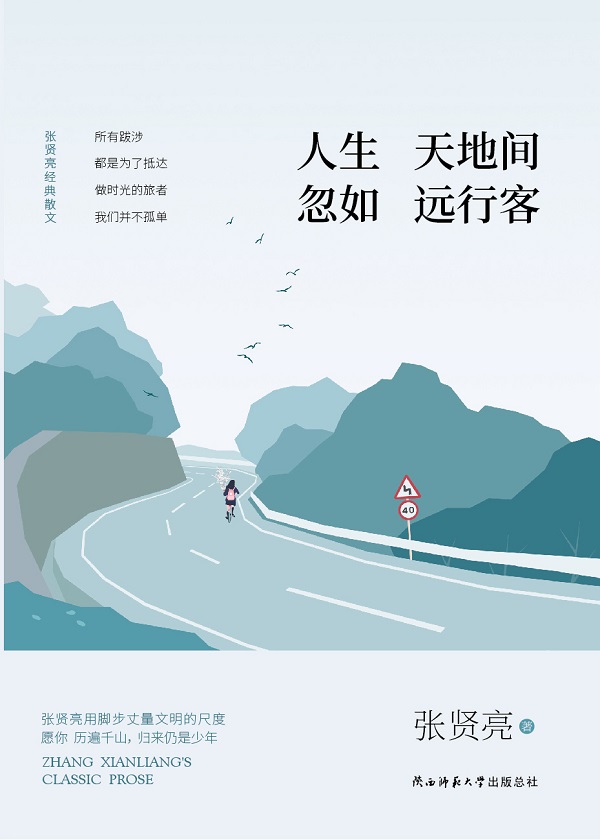 人生 天地间
忽如 远行客
张贤亮经典散文
所有跋涉
都是为了抵达
做时光的旅者
我们并不孤单
40
张贤亮用脚步丈量文明的尺度
愿你 历遍千山，归来仍是少年
ZHANG XIANLIANG'S
CLASSIC PROSE
张贤亮 著
陕西师范大学出版总社